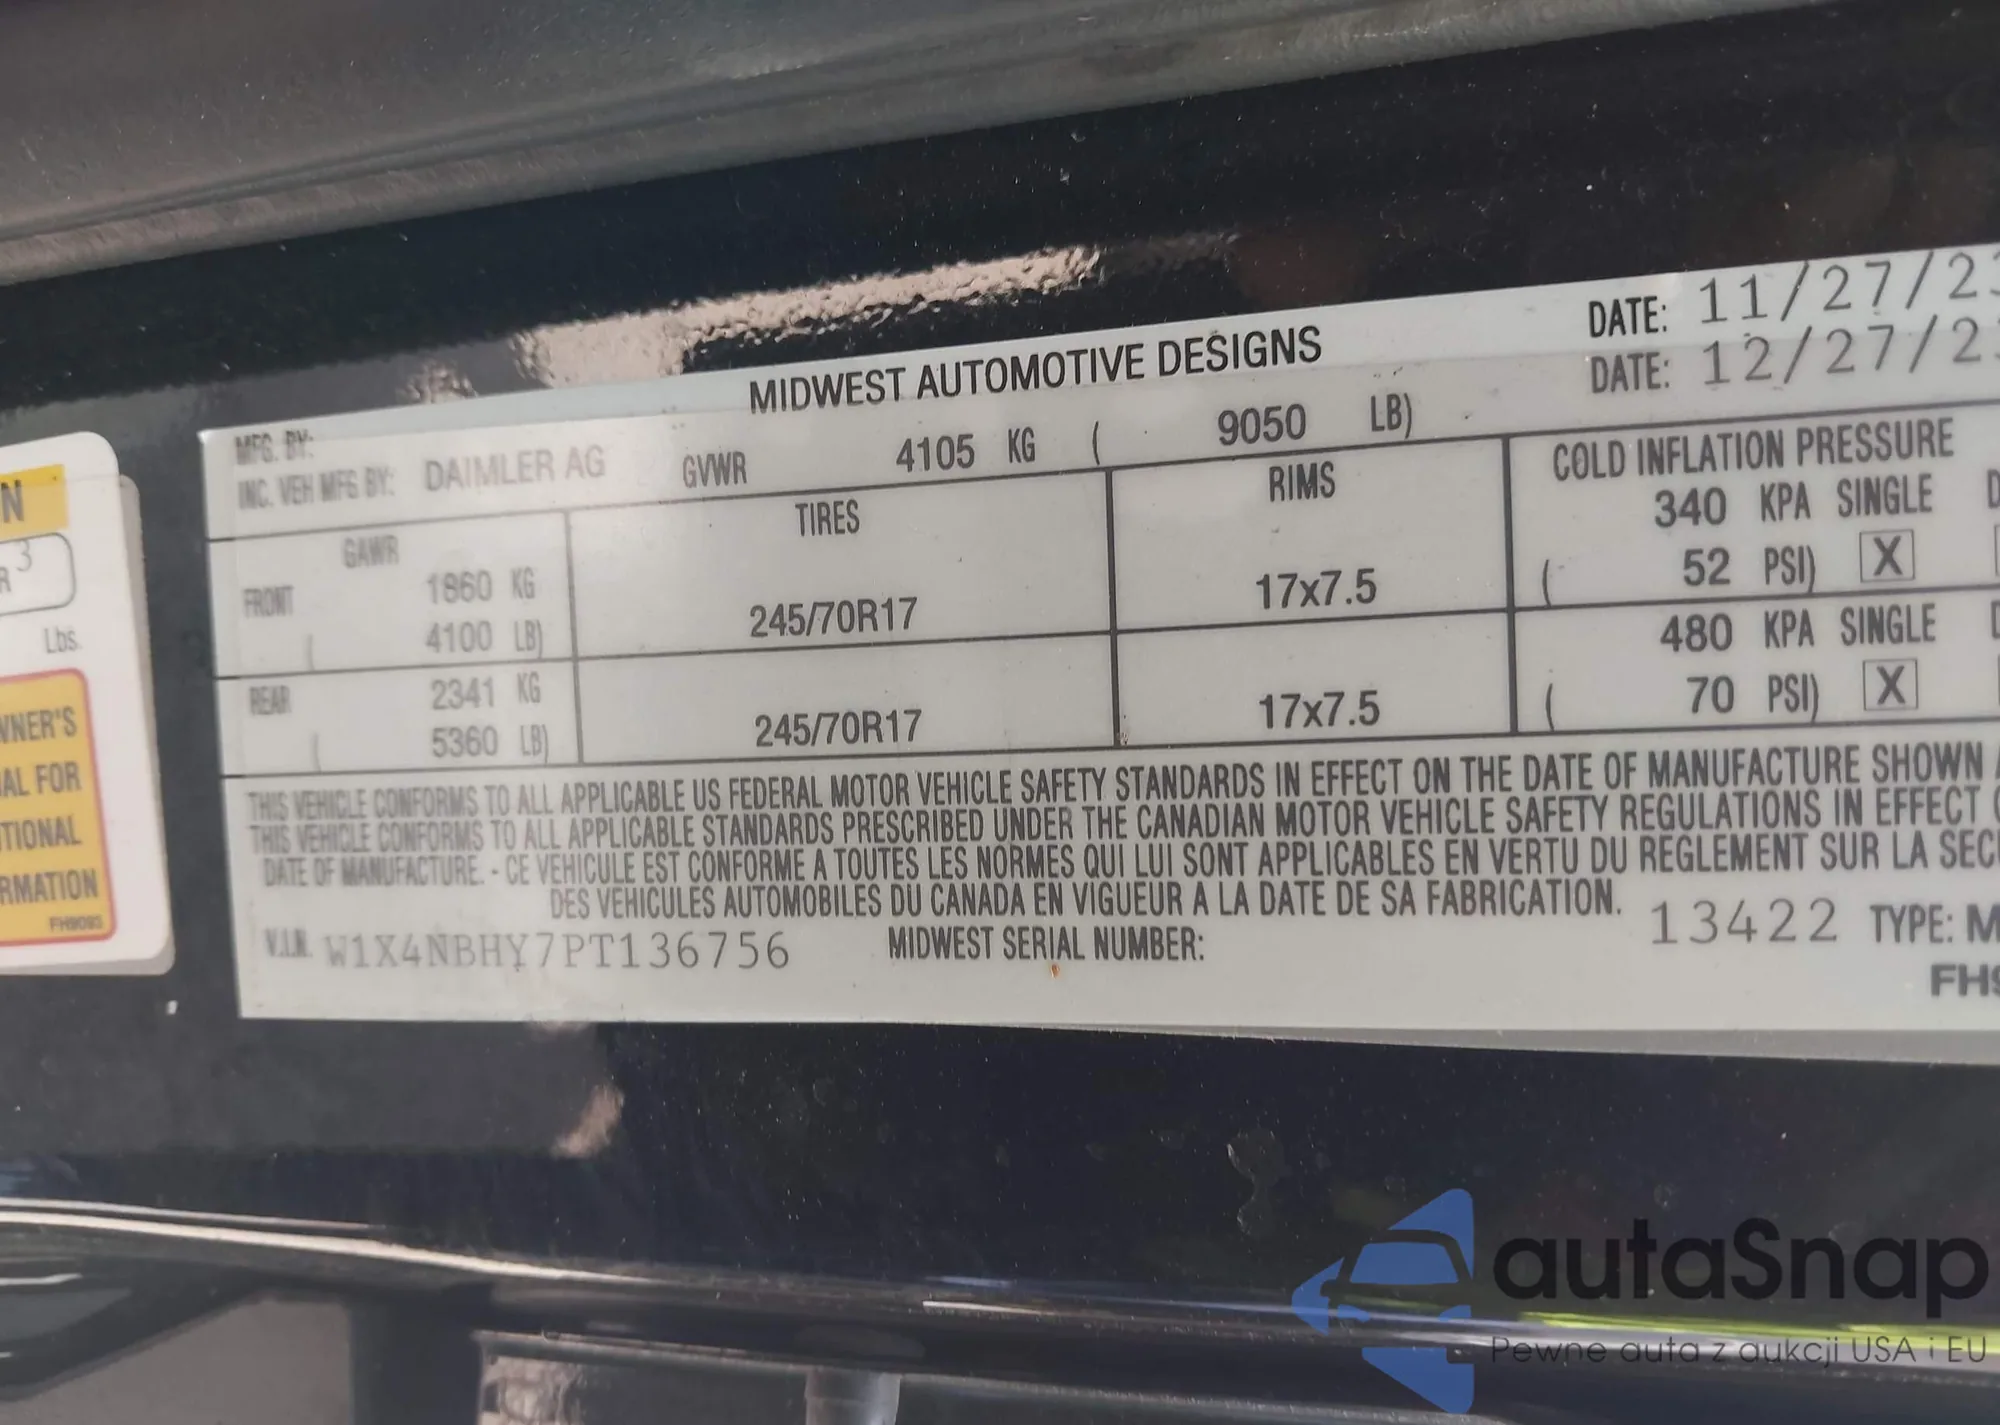 N
R 3
Lbs.
WNER'S
AL FOR
TIONAL
RMATION
FH9093
MFG. BY: MIDWEST AUTOMOTIVE DESIGNS DATE: 11/27/23
INC. VEH MFG BY: DAIMLER AG GVWR 4105 KG ( 9050 LB) DATE: 12/27/2
GAWR TIRES RIMS COLD INFLATION PRESSURE
FRONT 1860 KG 245/70R17 17x7.5 340 KPA SINGLE D
( 4100 LB) ( 52 PSI) X
REAR 2341 KG 245/70R17 17x7.5 480 KPA SINGLE D
( 5360 LB) ( 70 PSI) X
THIS VEHICLE CONFORMS TO ALL APPLICABLE US FEDERAL MOTOR VEHICLE SAFETY STANDARDS IN EFFECT ON THE DATE OF MANUFACTURE SHOWN A
THIS VEHICLE CONFORMS TO ALL APPLICABLE STANDARDS PRESCRIBED UNDER THE CANADIAN MOTOR VEHICLE SAFETY REGULATIONS IN EFFECT O
DATE OF MANUFACTURE. - CE VEHICULE EST CONFORME A TOUTES LES NORMES QUI LUI SONT APPLICABLES EN VERTU DU REGLEMENT SUR LA SECU
DES VEHICULES AUTOMOBILES DU CANADA EN VIGUEUR A LA DATE DE SA FABRICATION.
V.I.N. W1X4NBHY7PT136756 MIDWEST SERIAL NUMBER: 13422 TYPE: M
FH9
autaSnap
Pewne auta z aukcji USA i EU